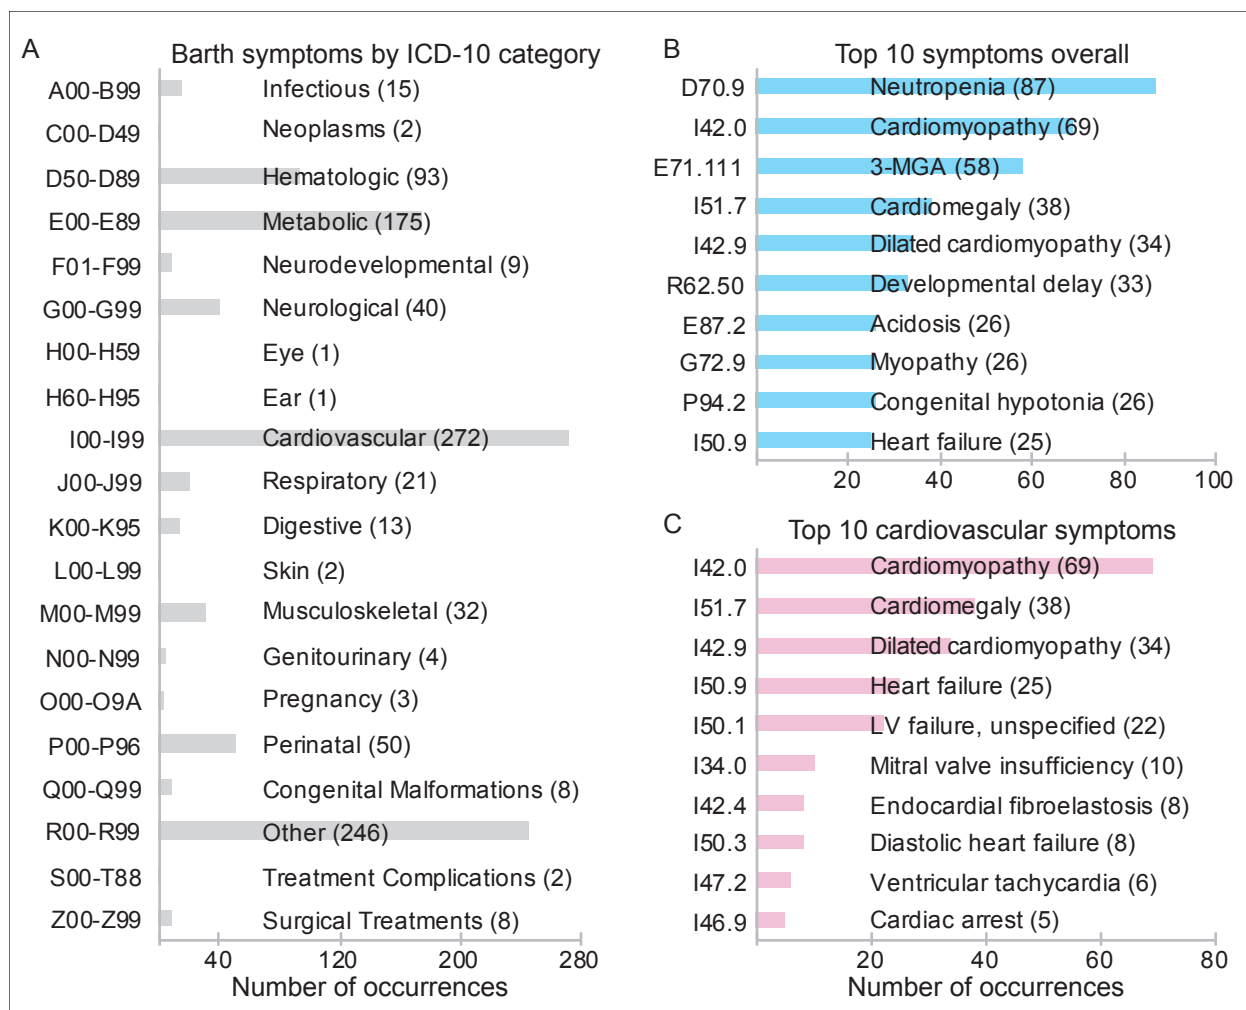 A
Barth symptoms by ICD-10 category
A00-B99 Infectious (15)
C00-D49 Neoplasms (2)
D50-D89 Hematologic (93)
E00-E89 Metabolic (175)
F01-F99 Neurodevelopmental (9)
G00-G99 Neurological (40)
H00-H59 Eye (1)
H60-H95 Ear (1)
I00-I99 Cardiovascular (272)
J00-J99 Respiratory (21)
K00-K95 Digestive (13)
L00-L99 Skin (2)
M00-M99 Musculoskeletal (32)
N00-N99 Genitourinary (4)
O00-O9A Pregnancy (3)
P00-P96 Perinatal (50)
Q00-Q99 Congenital Malformations (8)
R00-R99 Other (246)
S00-T88 Treatment Complications (2)
Z00-Z99 Surgical Treatments (8)
40 120 200 280
Number of occurrences
B
Top 10 symptoms overall
D70.9 Neutropenia (87)
I42.0 Cardiomyopathy (69)
E71.111 3-MGA (58)
I51.7 Cardiomegaly (38)
I42.9 Dilated cardiomyopathy (34)
R62.50 Developmental delay (33)
E87.2 Acidosis (26)
G72.9 Myopathy (26)
P94.2 Congenital hypotonia (26)
I50.9 Heart failure (25)
20 40 60 80 100
C
Top 10 cardiovascular symptoms
I42.0 Cardiomyopathy (69)
I51.7 Cardiomegaly (38)
I42.9 Dilated cardiomyopathy (34)
I50.9 Heart failure (25)
I50.1 LV failure, unspecified (22)
I34.0 Mitral valve insufficiency (10)
I42.4 Endocardial fibroelastosis (8)
I50.3 Diastolic heart failure (8)
I47.2 Ventricular tachycardia (6)
I46.9 Cardiac arrest (5)
20 40 60 80
Number of occurrences